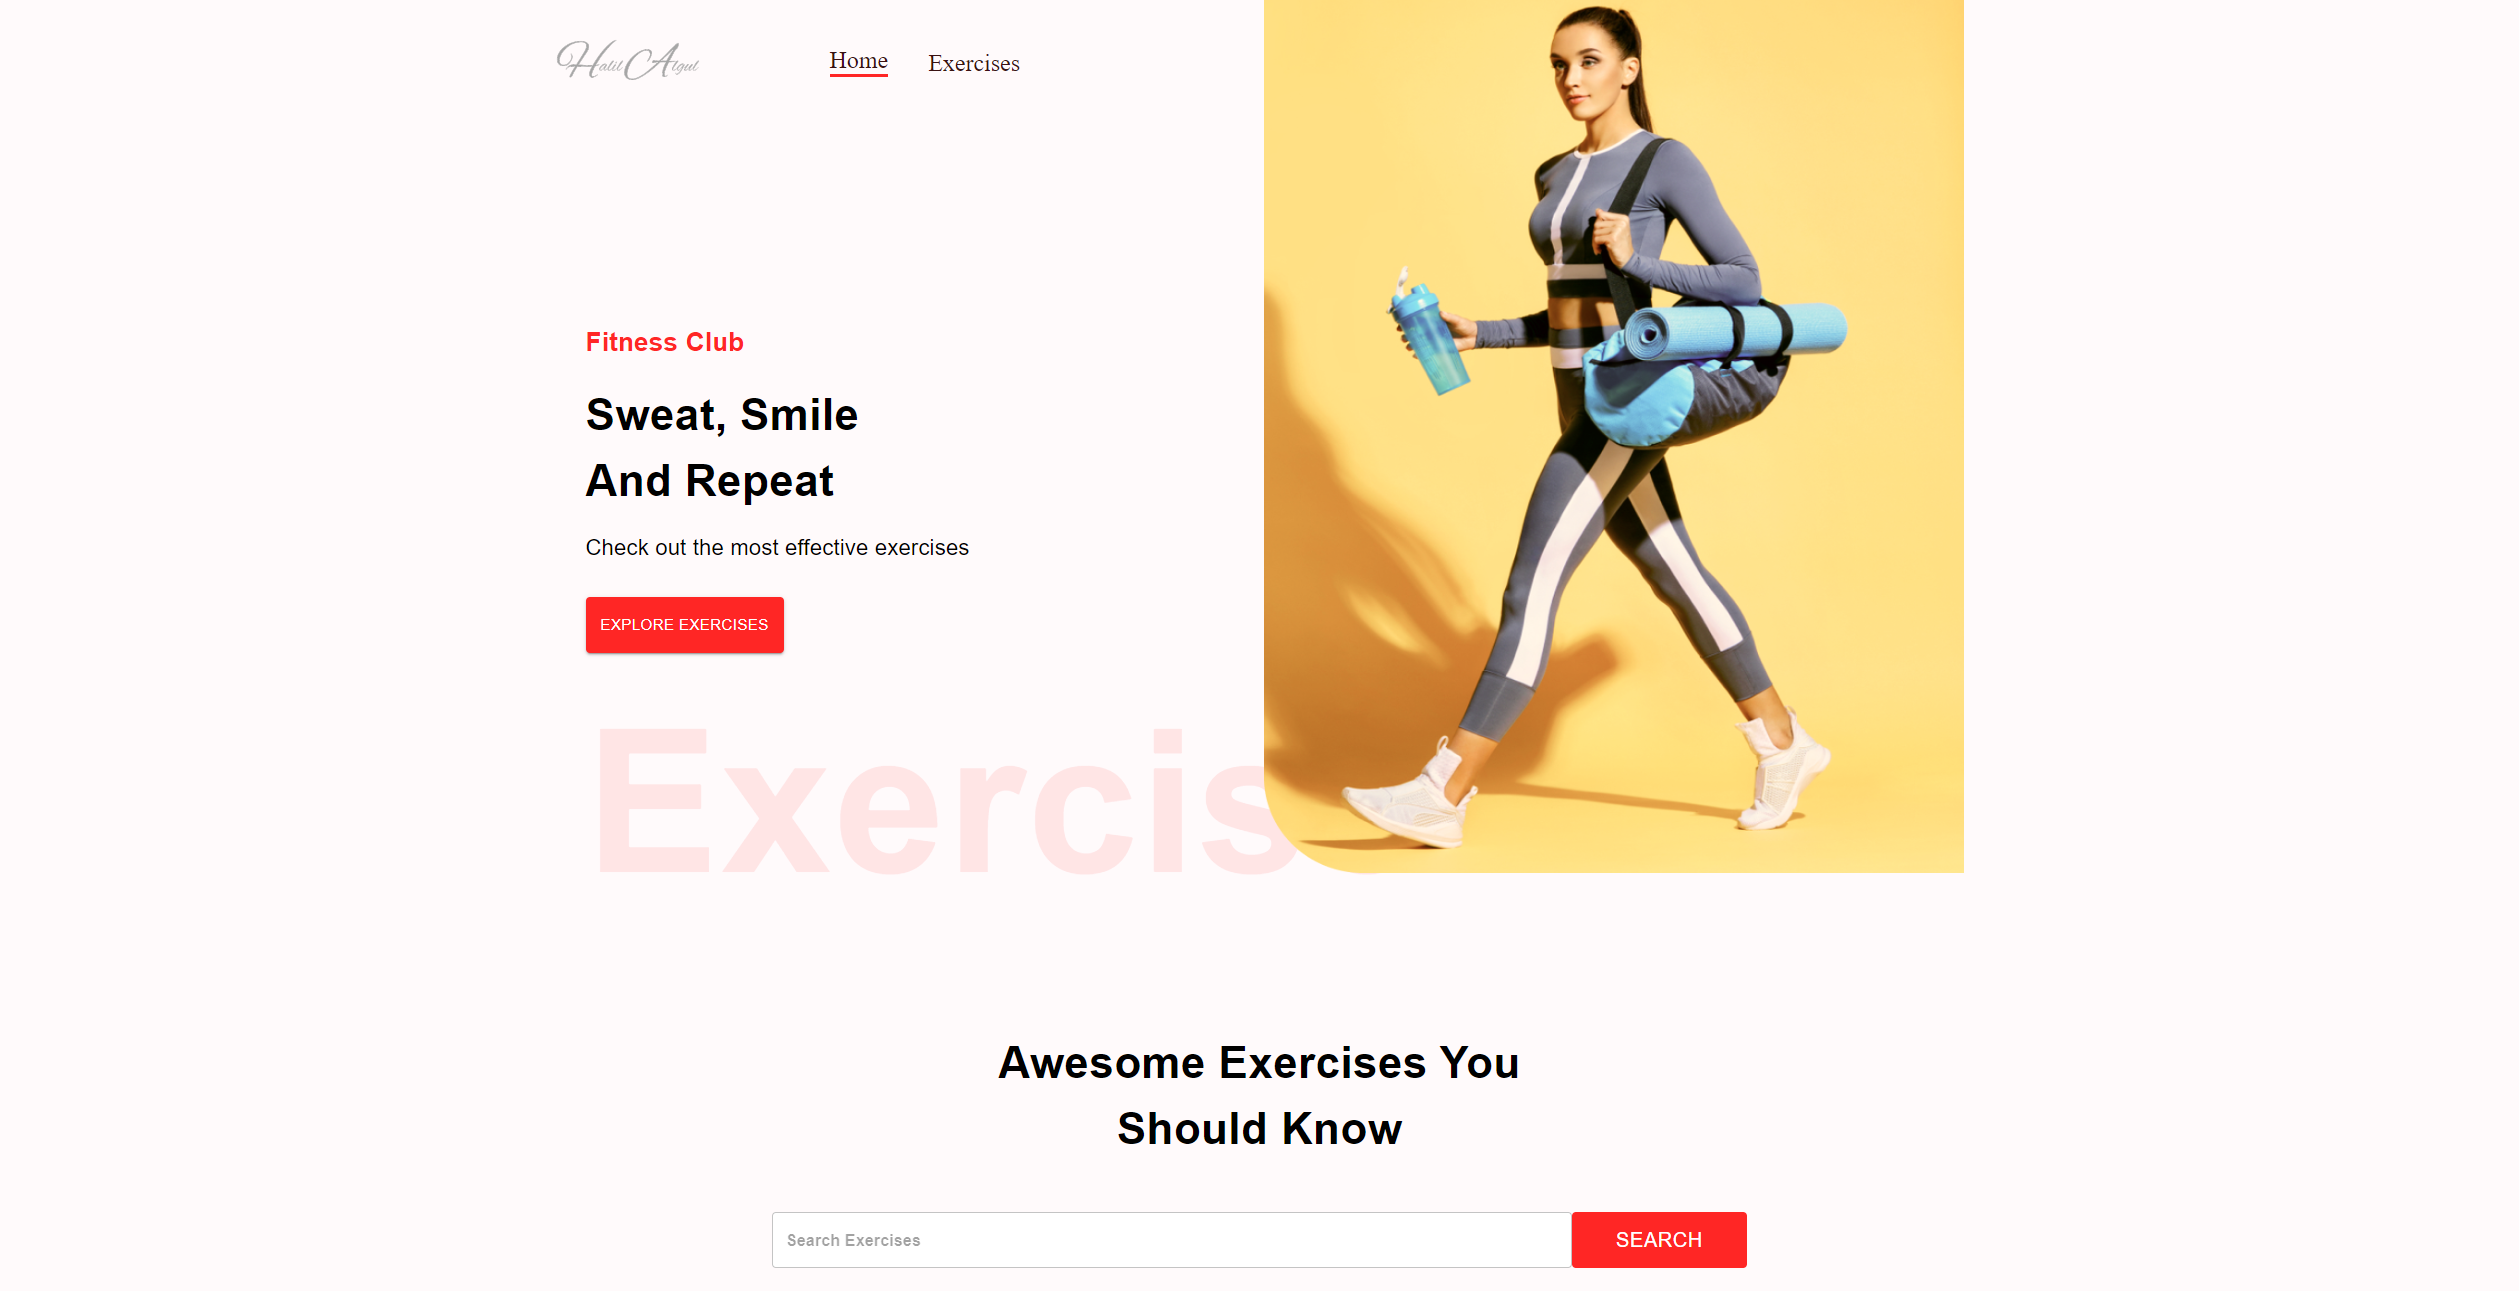 Halil Algul
Home
Exercises
Fitness Club
Sweat, Smile
And Repeat
Check out the most effective exercises
EXPLORE EXERCISES
Exercis
Awesome Exercises You
Should Know
Search Exercises
SEARCH